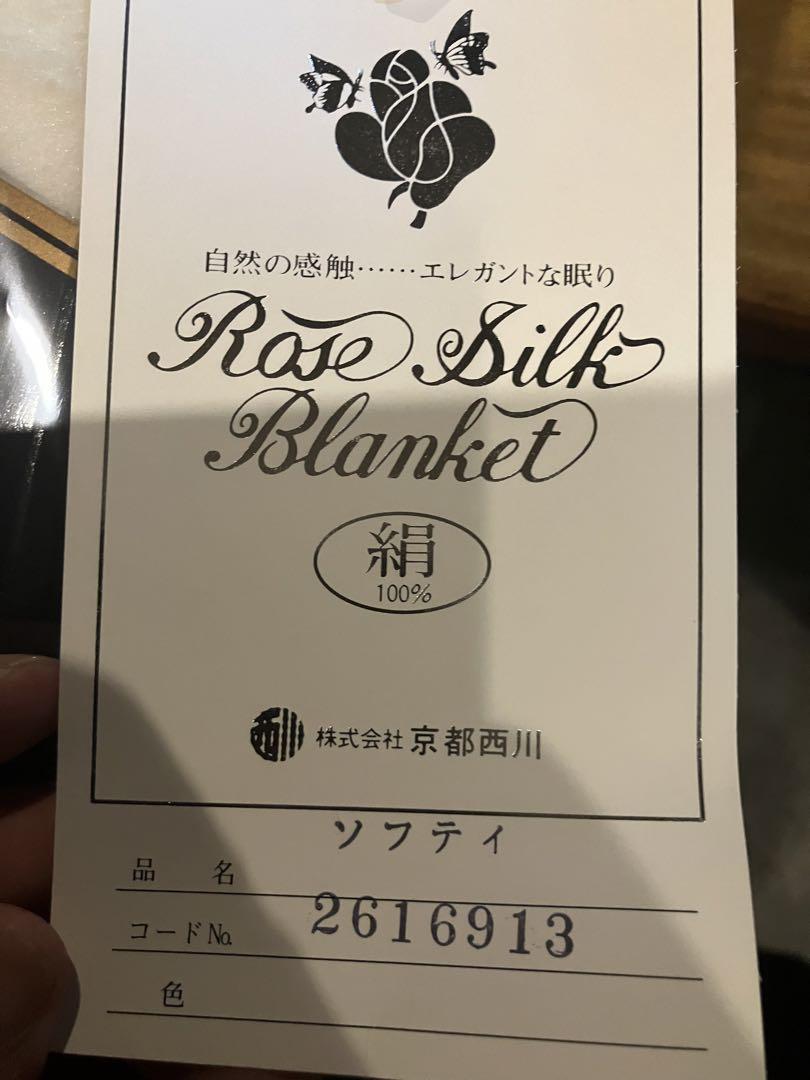 自然の感触……エレガントな眠り
Rose Silk
Blanket
絹
100%
西川 株式会社 京都西川
ソフティ
品 名
コードNo. 2616913
色